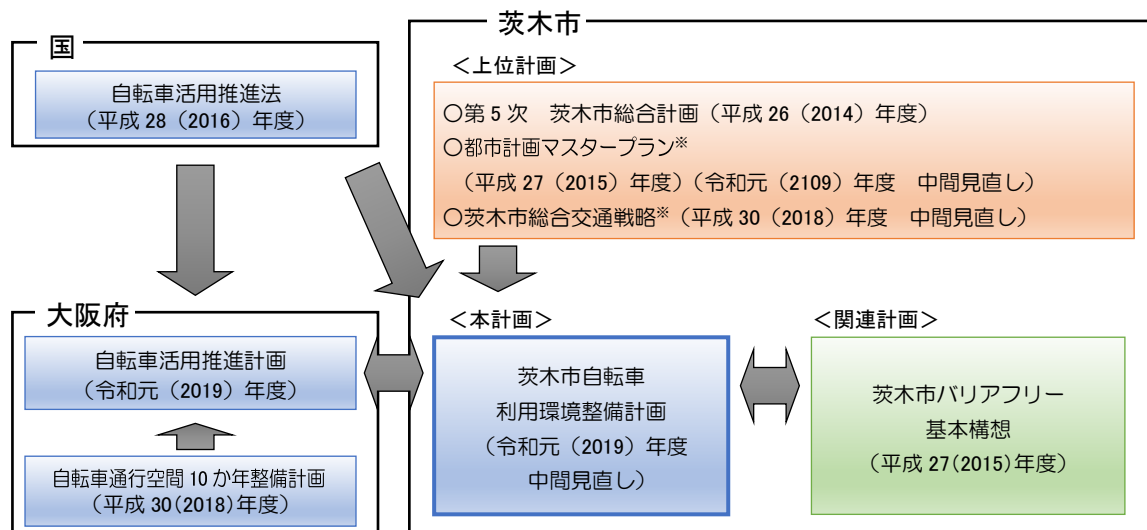 国
自転車活用推進法
（平成 28（2016）年度）
茨木市
＜上位計画＞
〇第 5 次　茨木市総合計画（平成 26（2014）年度）
〇都市計画マスタープラン※
（平成 27（2015）年度）（令和元（2109）年度　中間見直し）
〇茨木市総合交通戦略※（平成 30（2018）年度　中間見直し）
大阪府
自転車活用推進計画
（令和元（2019）年度）
自転車通行空間 10 か年整備計画
（平成 30(2018)年度）
＜本計画＞
茨木市自転車
利用環境整備計画
（令和元（2019）年度
中間見直し）
＜関連計画＞
茨木市バリアフリー
基本構想
（平成 27(2015)年度）